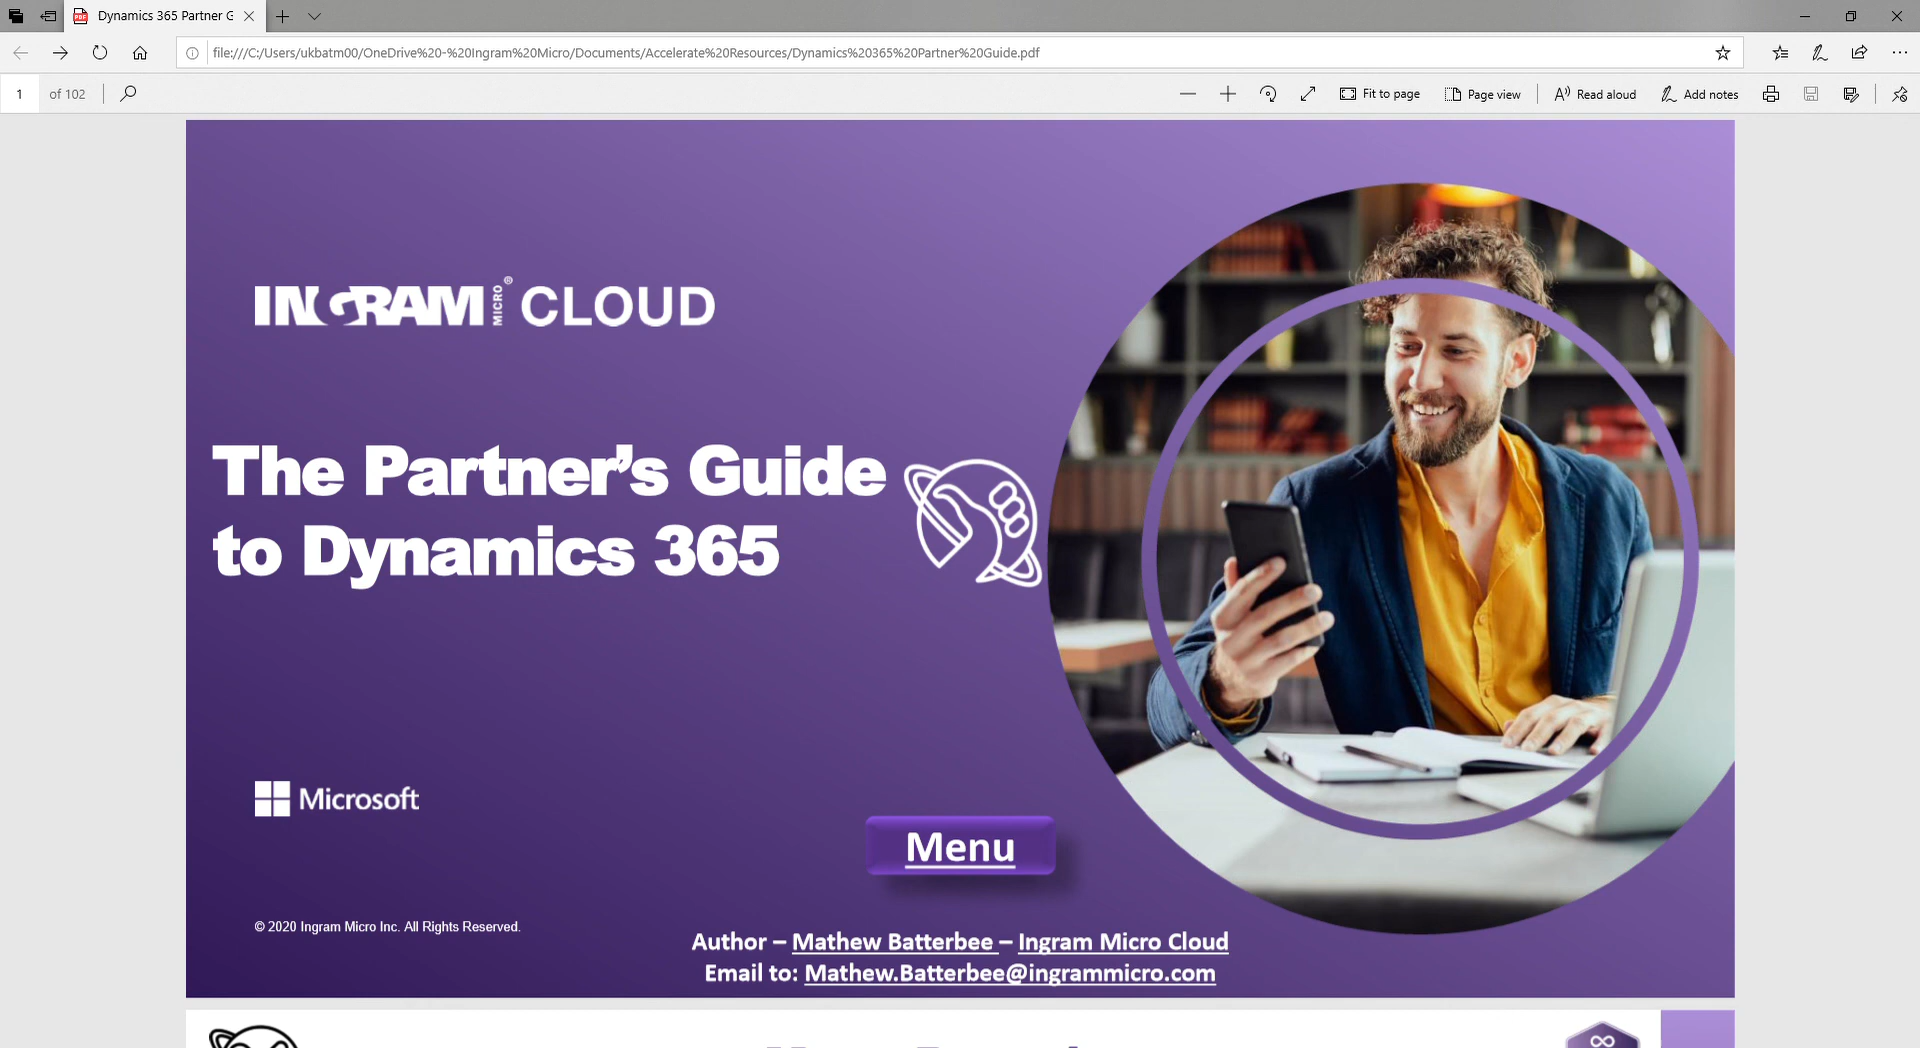 Dynamics 365 Partner G
file:///C:/Users/ukbatm00/OneDrive%20-%20Ingram%20Micro/Documents/Accelerate%20Resources/Dynamics%20365%20Partner%20Guide.pdf
1 of 102
Fit to page
Page view
Read aloud
Add notes
INGRAM MICRO® CLOUD
The Partner's Guide
to Dynamics 365
Microsoft
Menu
© 2020 Ingram Micro Inc. All Rights Reserved.
Author – Mathew Batterbee – Ingram Micro Cloud
Email to: Mathew.Batterbee@ingrammicro.com